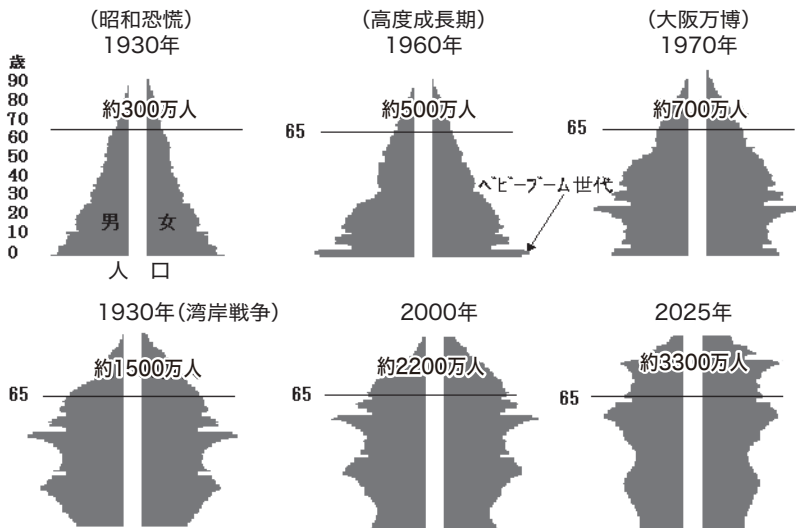 (昭和恐慌)
1930年
(高度成長期)
1960年
(大阪万博)
1970年
歳
90
80
70
60
50
40
30
20
10
0
約300万人
男 女
人 口
65
約500万人
ベビーブーム世代
65
約700万人
1930年(湾岸戦争)
2000年
2025年
65
約1500万人
65
約2200万人
65
約3300万人